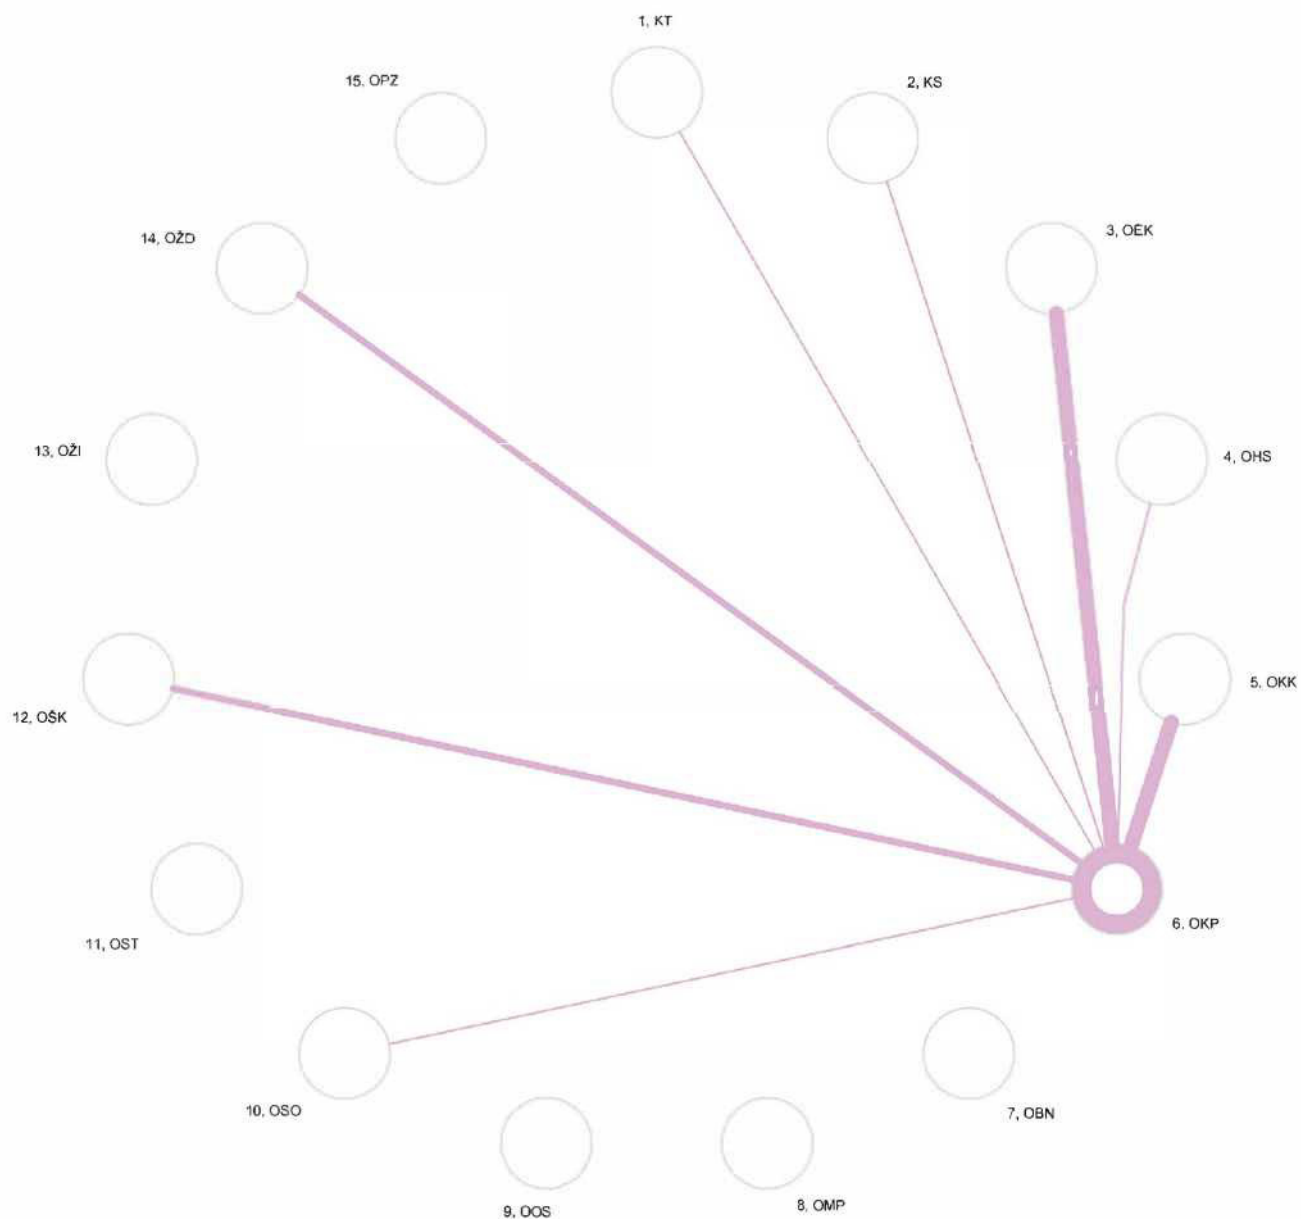 1, KT
2, KS
15. OPZ
3, OEK
14, OŽD
4, OHS
13, OŽI
5. OKK
12, OŠK
6. OKP
11, OST
10, OSO
7, OBN
8, OMP
9, OOS